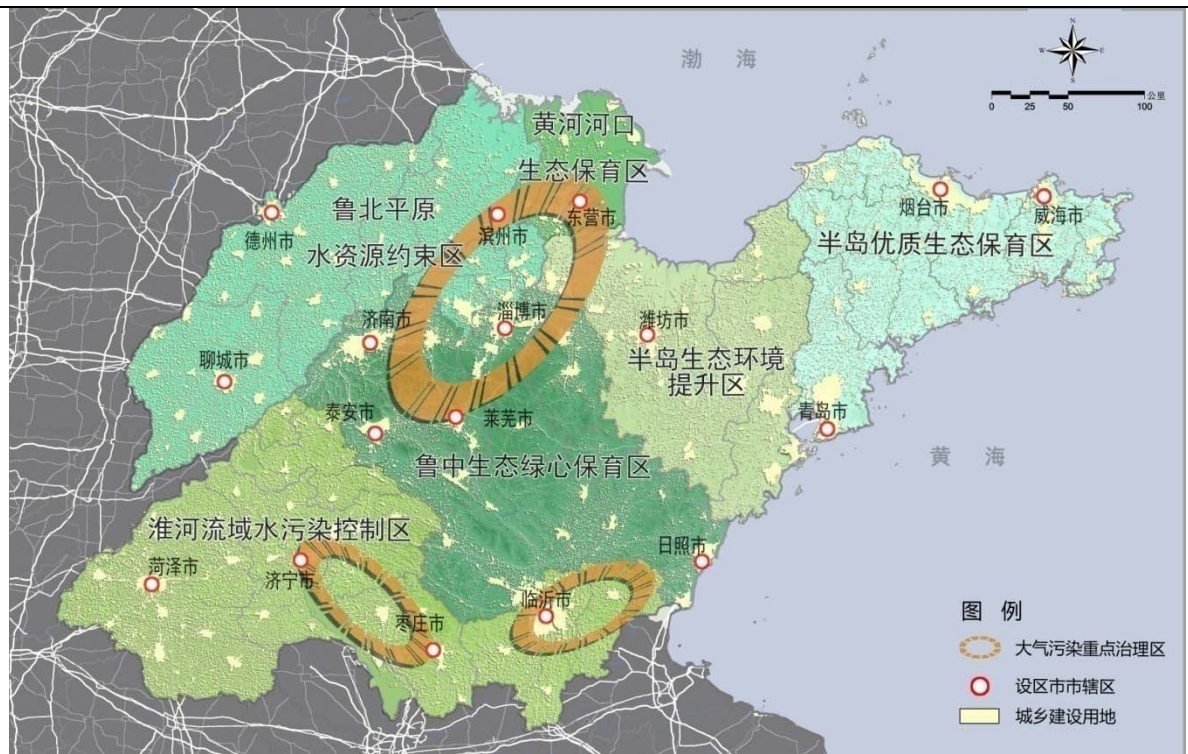 渤海
N
W
E
S
公里
0 25 50 100
黄河河口
生态保育区
鲁北平原
水资源约束区
德州市
滨州市
东营市
烟台市
威海市
半岛优质生态保育区
济南市
淄博市
潍坊市
半岛生态环境
提升区
聊城市
泰安市
莱芜市
青岛市
鲁中生态绿心保育区
黄海
淮河流域水污染控制区
日照市
菏泽市
济宁市
临沂市
枣庄市
图例
大气污染重点治理区
设区市市辖区
城乡建设用地